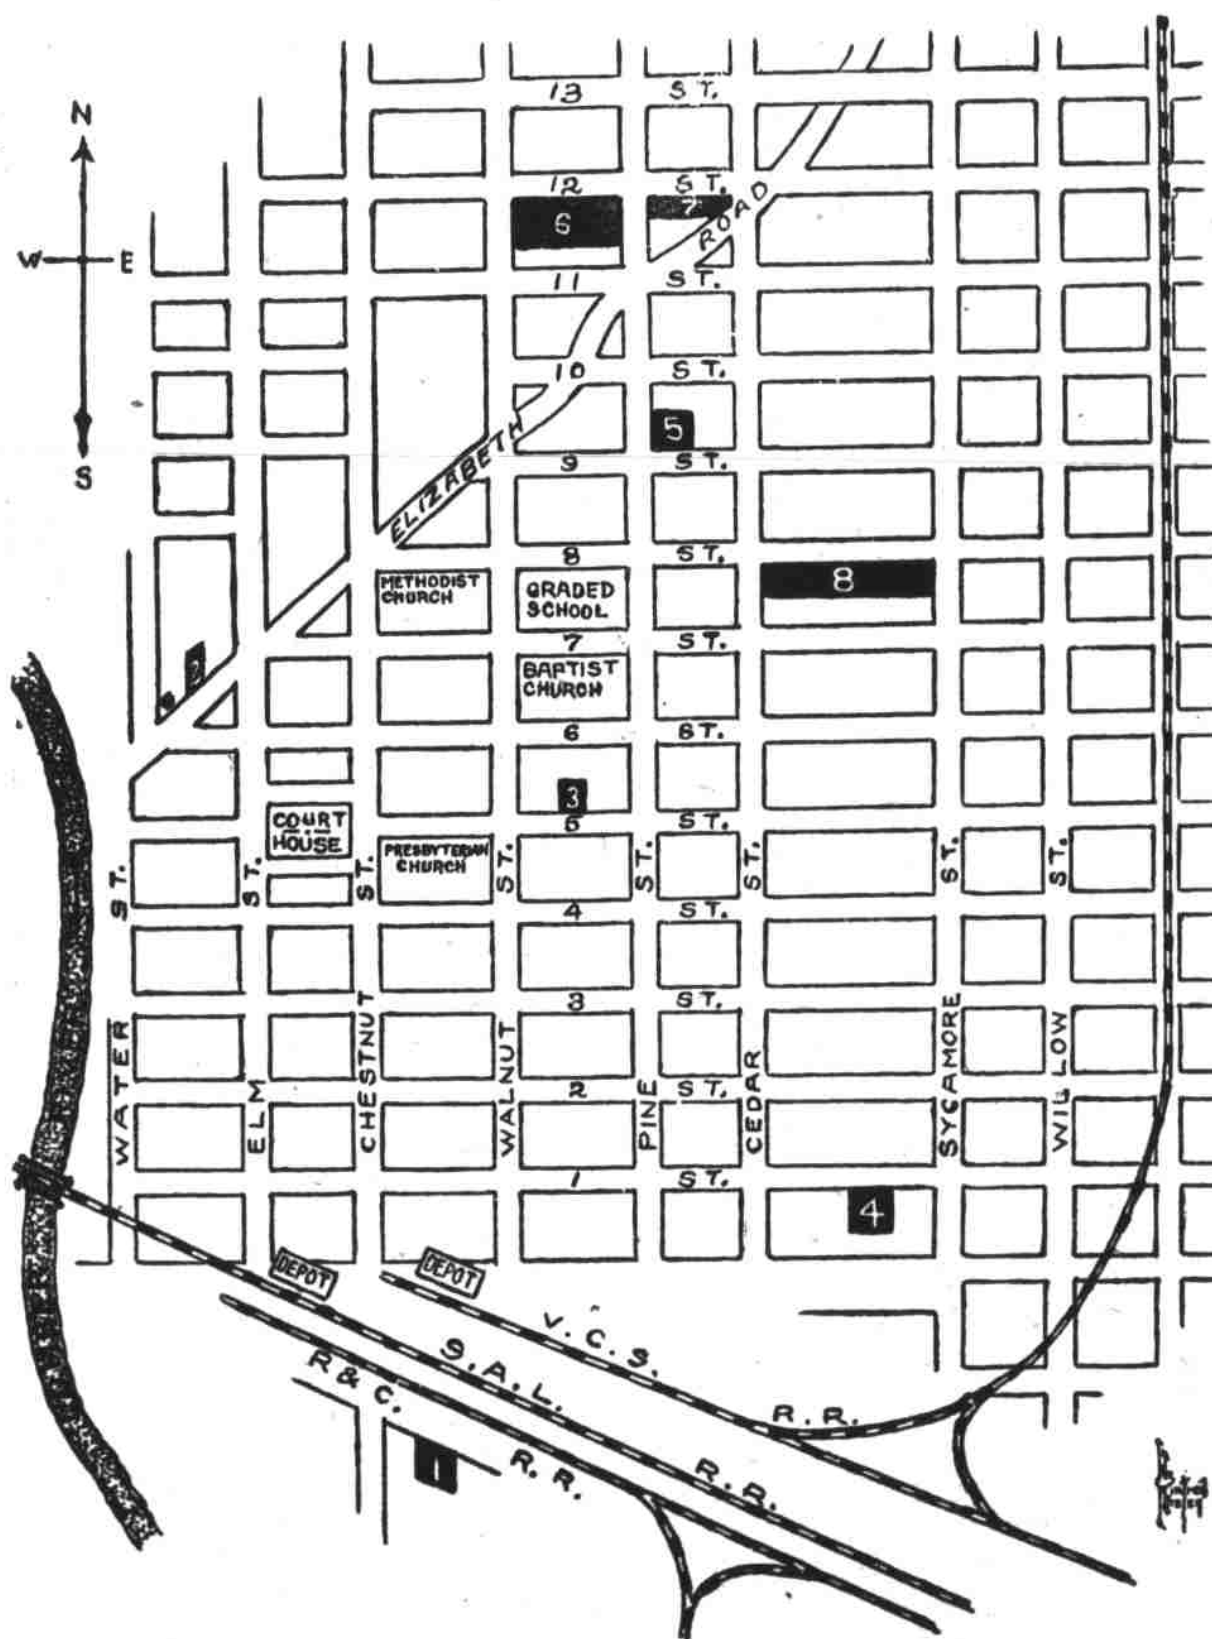 13 ST.
N
12 ST.
6
7
ROAD
W E
11 ST.
10 ST.
5
ELIZABETH
9 ST.
S
8 ST.
METHODIST
CHURCH
GRADED
SCHOOL
8
7 ST.
2
BAPTIST
CHURCH
6 ST.
3
5 ST.
COURT
HOUSE
PRESBYTERIAN
CHURCH
4 ST.
3 ST.
WATER ST.
ELM ST.
CHESTNUT ST.
WALNUT ST.
PINE ST.
CEDAR ST.
SYCAMORE ST.
WILLOW ST.
2 ST.
1 ST.
4
DEPOT
DEPOT
V. C. S. R. R.
S. A. L. R. R.
R & C. R. R.
1